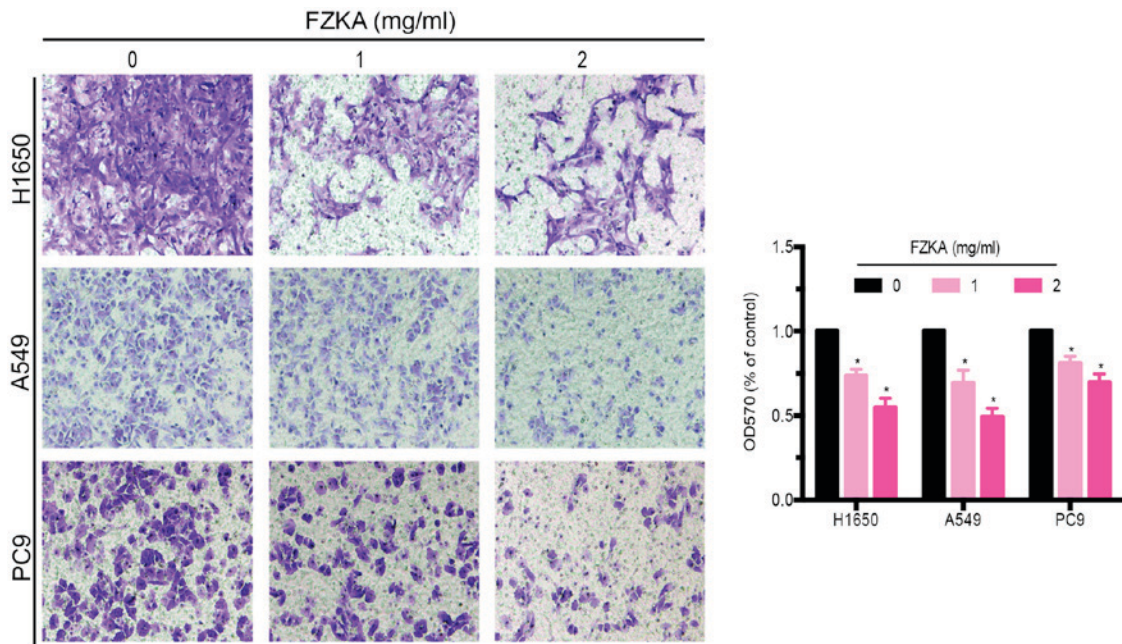 FZKA (mg/ml)
0 1 2
H1650
A549
PC9
FZKA (mg/ml)
0 1 2
OD570 (% of control)
1.5
1.0
0.5
0.0
* * * * * *
H1650 A549 PC9